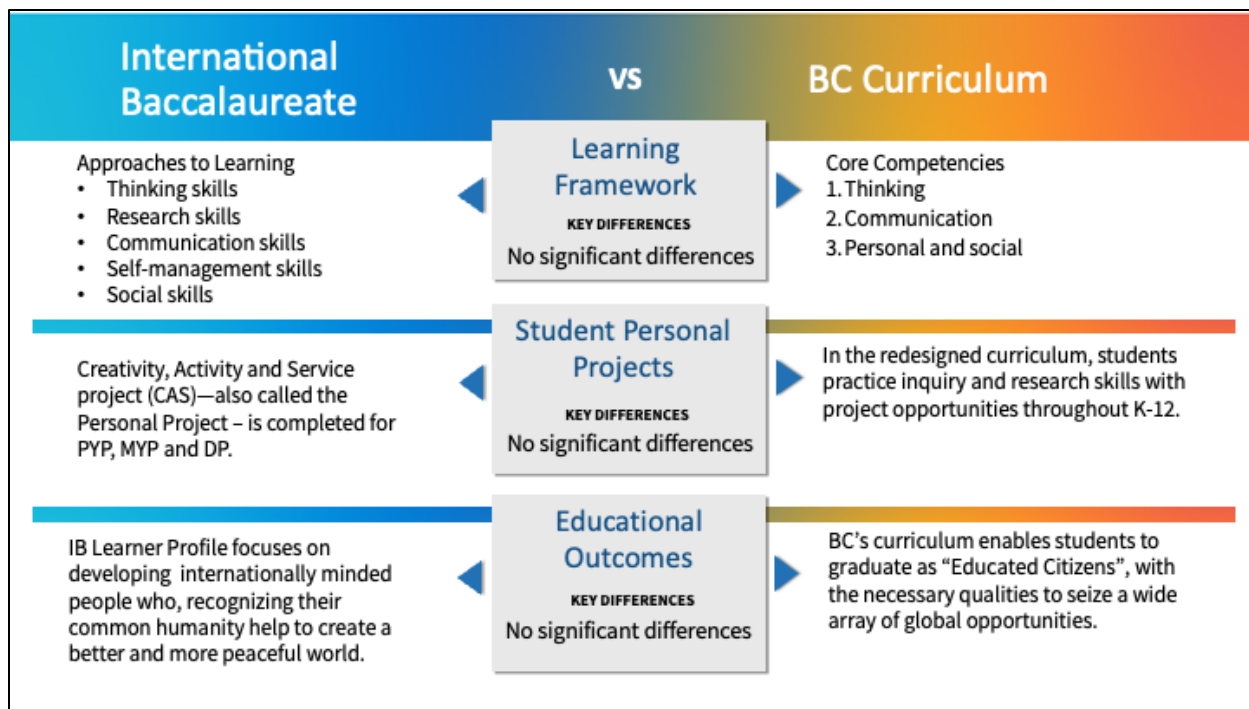 International
Baccalaureate
vs
BC Curriculum
Learning
Framework
KEY DIFFERENCES
No significant differences
Approaches to Learning
• Thinking skills
• Research skills
• Communication skills
• Self-management skills
• Social skills
Core Competencies
1. Thinking
2. Communication
3. Personal and social
Student Personal
Projects
KEY DIFFERENCES
No significant differences
Creativity, Activity and Service
project (CAS)—also called the
Personal Project – is completed for
PYP, MYP and DP.
In the redesigned curriculum, students
practice inquiry and research skills with
project opportunities throughout K-12.
Educational
Outcomes
KEY DIFFERENCES
No significant differences
IB Learner Profile focuses on
developing internationally minded
people who, recognizing their
common humanity help to create a
better and more peaceful world.
BC's curriculum enables students to
graduate as “Educated Citizens”, with
the necessary qualities to seize a wide
array of global opportunities.